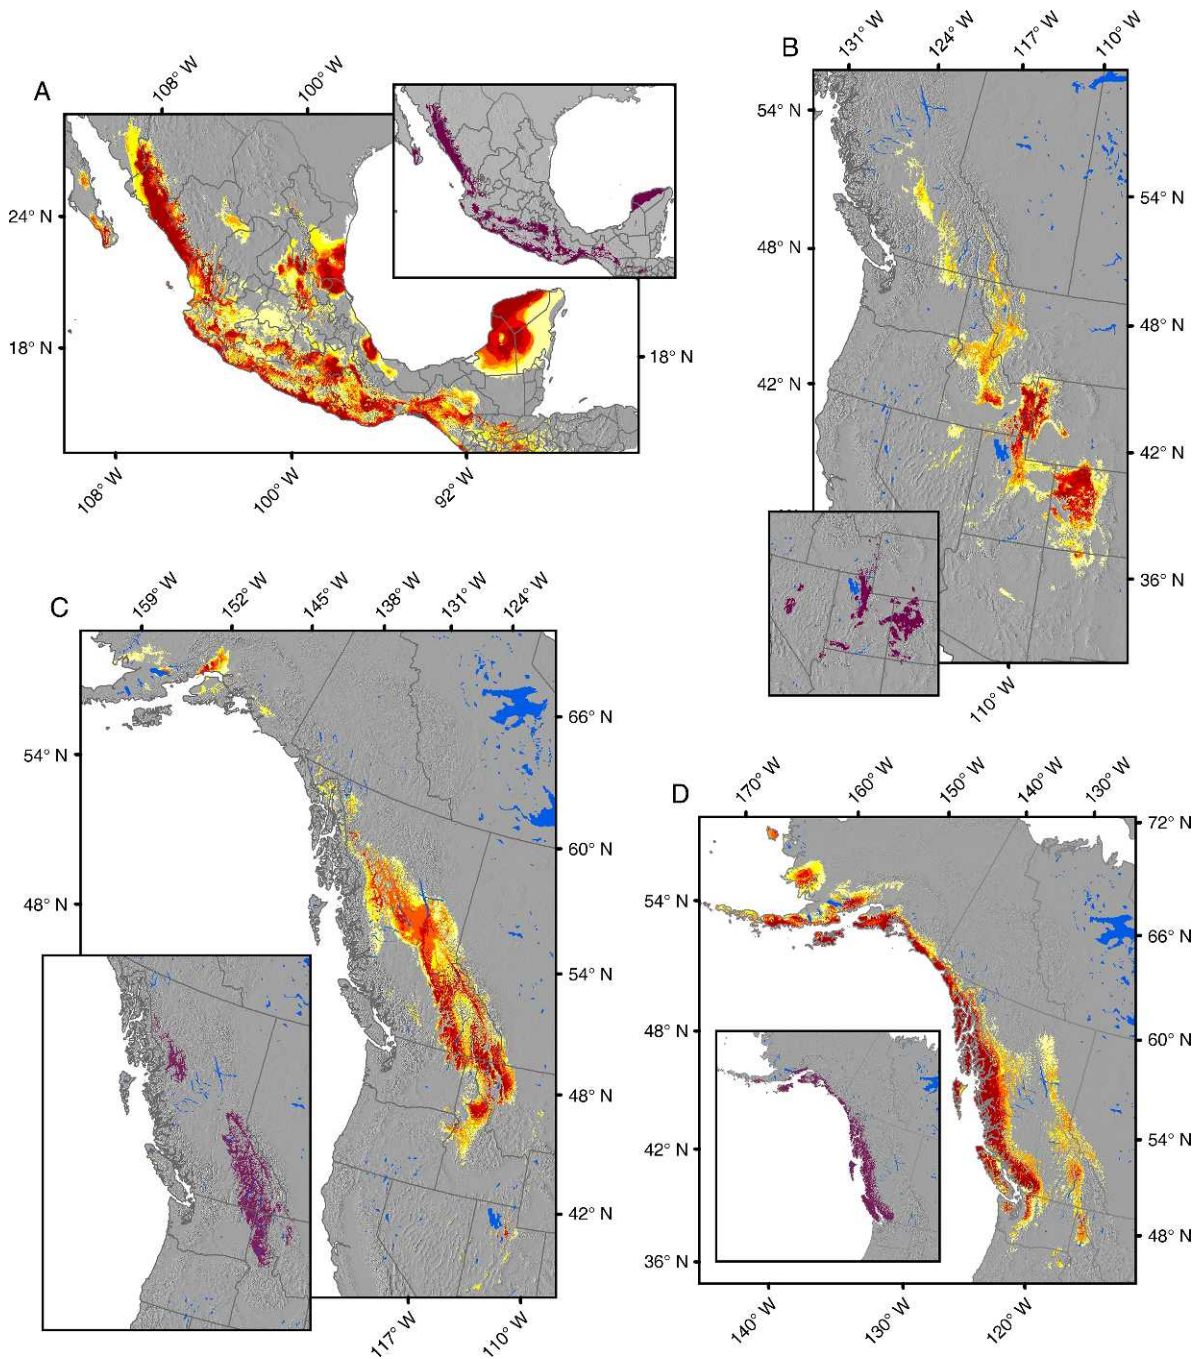 A
108° W
100° W
24° N
18° N
18° N
108° W
100° W
92° W
B
131° W
124° W
117° W
110° W
54° N
54° N
48° N
48° N
42° N
42° N
36° N
110° W
C
159° W
152° W
145° W
138° W
131° W
124° W
66° N
54° N
60° N
48° N
54° N
48° N
42° N
117° W
110° W
D
170° W
160° W
150° W
140° W
130° W
72° N
54° N
66° N
48° N
60° N
42° N
54° N
36° N
48° N
140° W
130° W
120° W